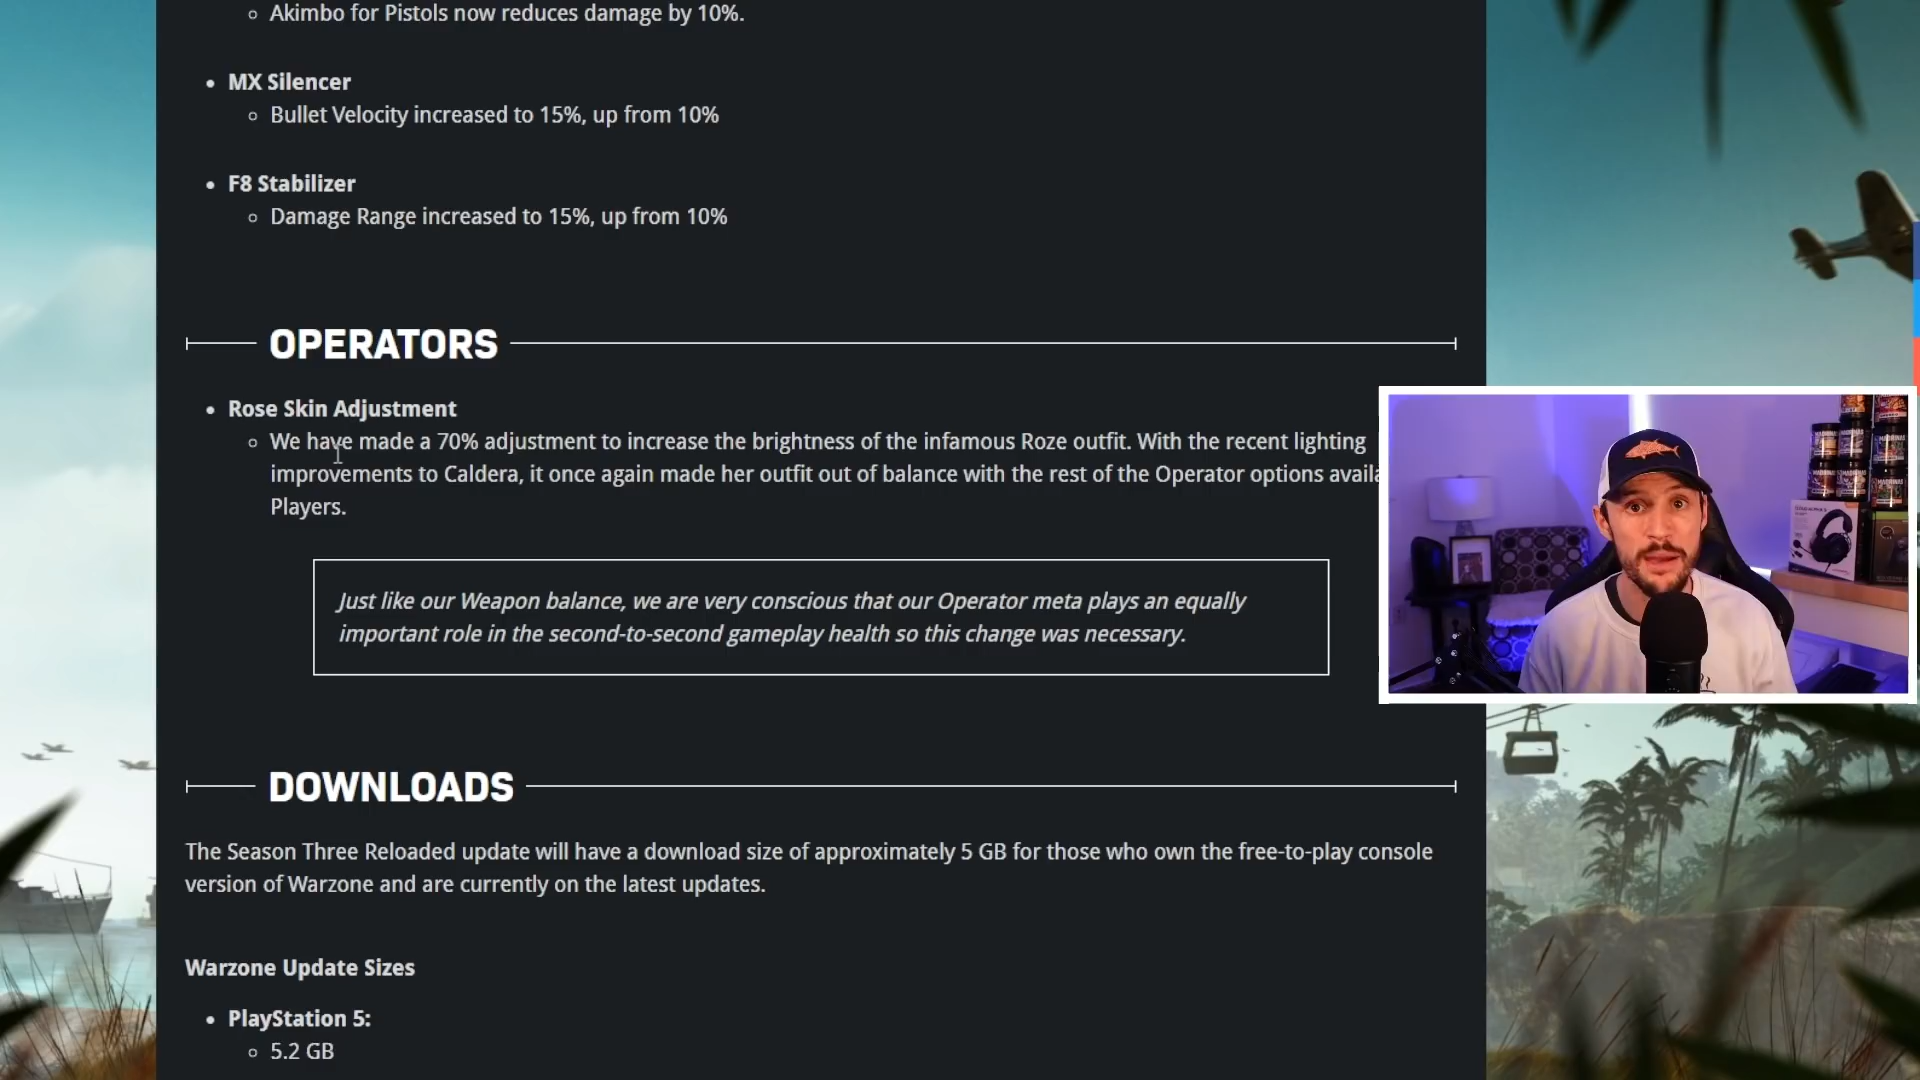 Akimbo for Pistols now reduces damage by 10%.
MX Silencer
Bullet Velocity increased to 15%, up from 10%
F8 Stabilizer
Damage Range increased to 15%, up from 10%
OPERATORS
Rose Skin Adjustment
We have made a 70% adjustment to increase the brightness of the infamous Roze outfit. With the recent lighting
improvements to Caldera, it once again made her outfit out of balance with the rest of the Operator options availa
Players.
Just like our Weapon balance, we are very conscious that our Operator meta plays an equally
important role in the second-to-second gameplay health so this change was necessary.
DOWNLOADS
The Season Three Reloaded update will have a download size of approximately 5 GB for those who own the free-to-play console
version of Warzone and are currently on the latest updates.
Warzone Update Sizes
PlayStation 5:
5.2 GB